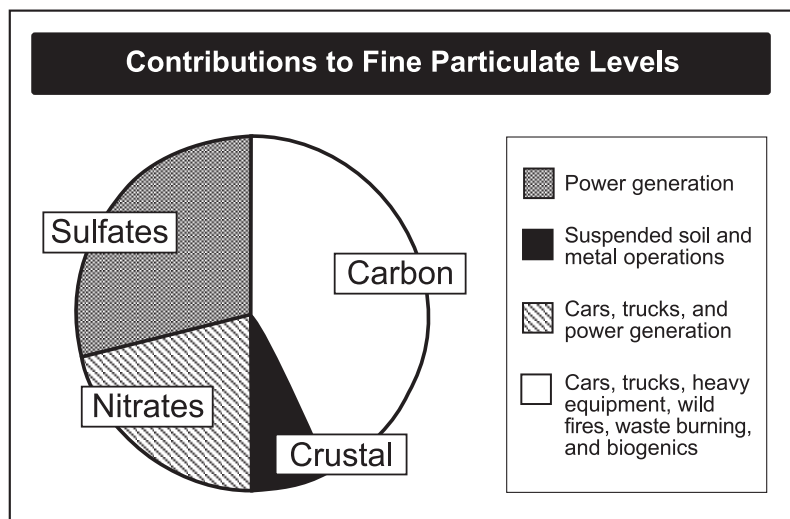 Contributions to Fine Particulate Levels
Sulfates
Carbon
Nitrates
Crustal
Power generation
Suspended soil and
metal operations
Cars, trucks, and
power generation
Cars, trucks, heavy
equipment, wild
fires, waste burning,
and biogenics